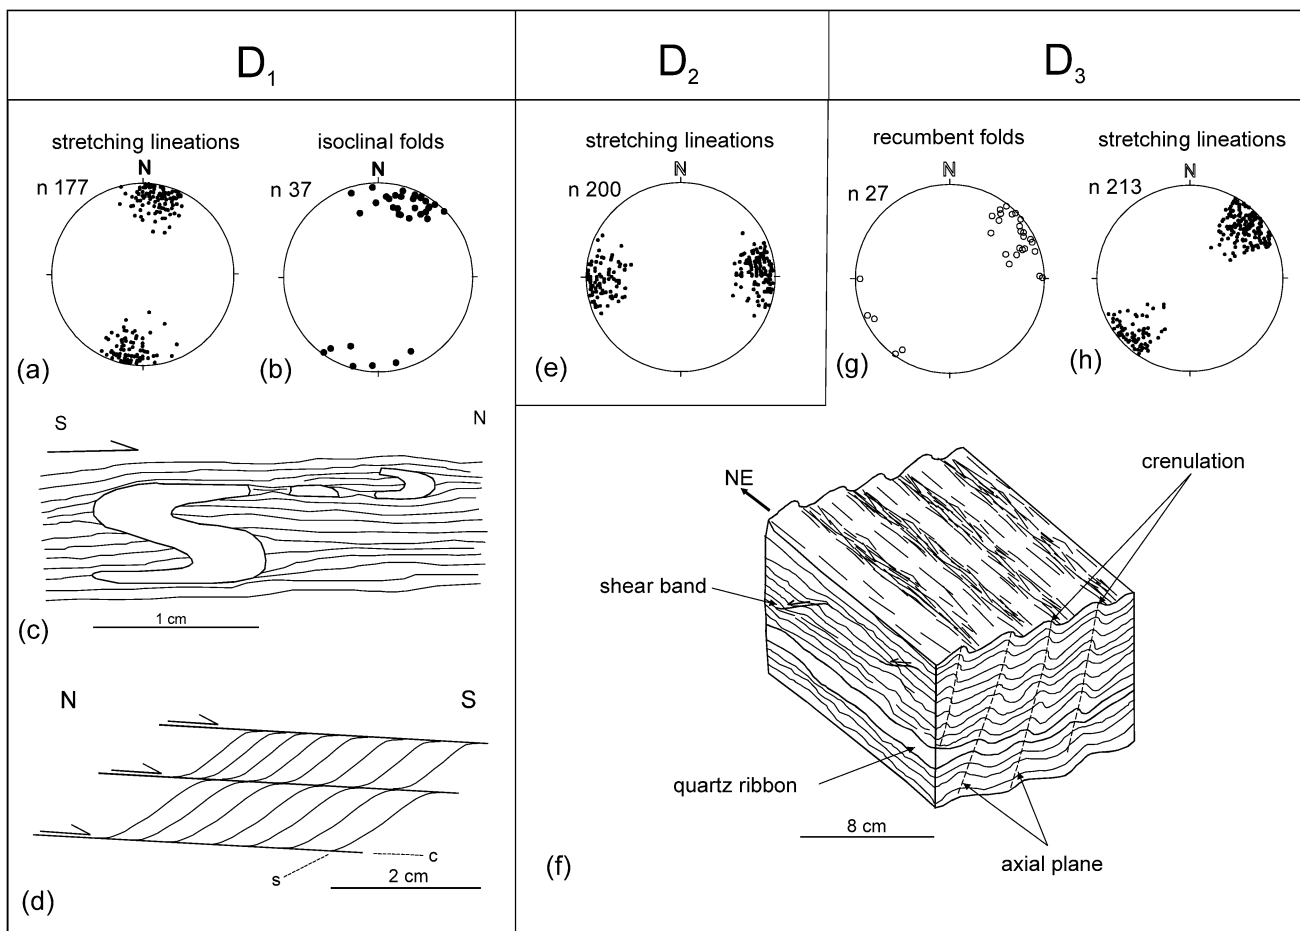 D1
D2
D3
stretching lineations
N
n 177
(a)
isoclinal folds
N
n 37
(b)
stretching lineations
N
n 200
(e)
recumbent folds
N
n 27
(g)
stretching lineations
N
n 213
(h)
S
N
1 cm
(c)
N
S
c
s
2 cm
(d)
NE
crenulation
shear band
quartz ribbon
8 cm
axial plane
(f)